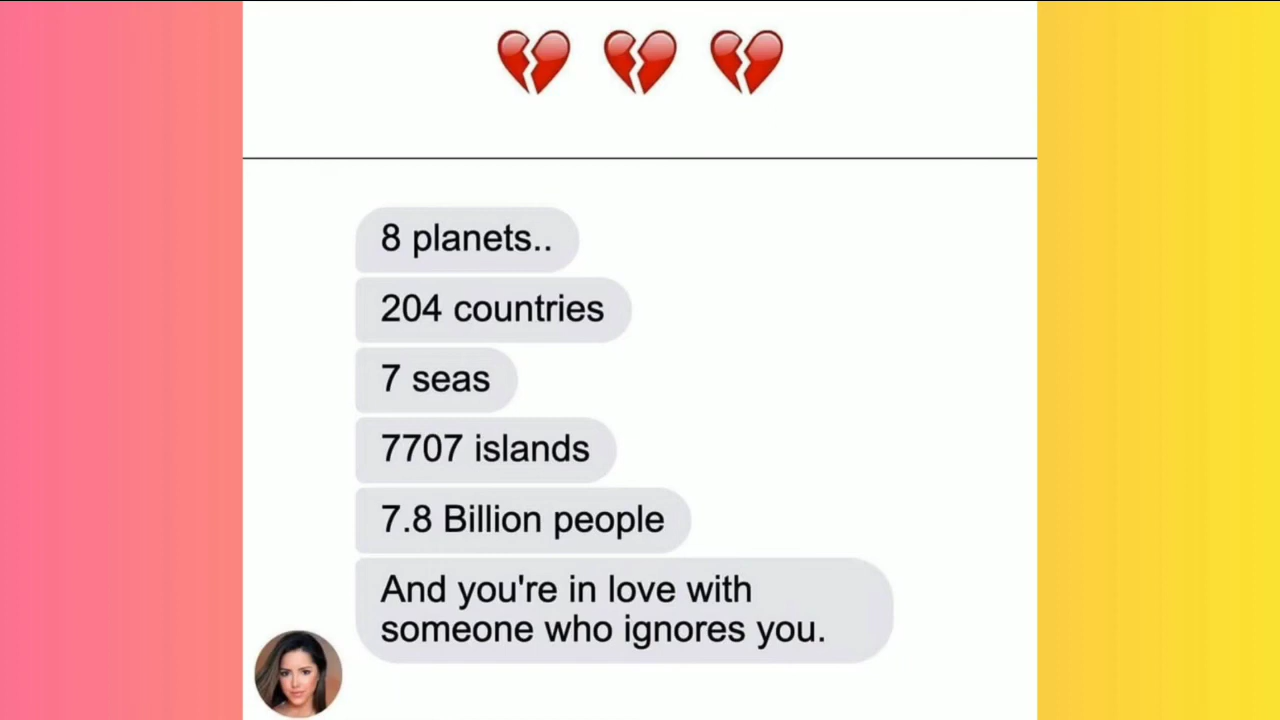 8 planets..
204 countries
7 seas
7707 islands
7.8 Billion people
And you're in love with
someone who ignores you.